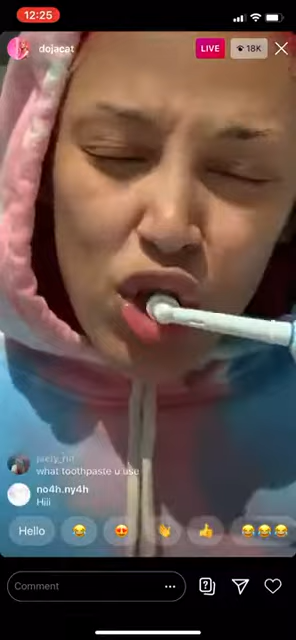 12:25
dojacat
LIVE
18K
what toothpaste u use
no4h.ny4h
Hiii
Hello
Comment